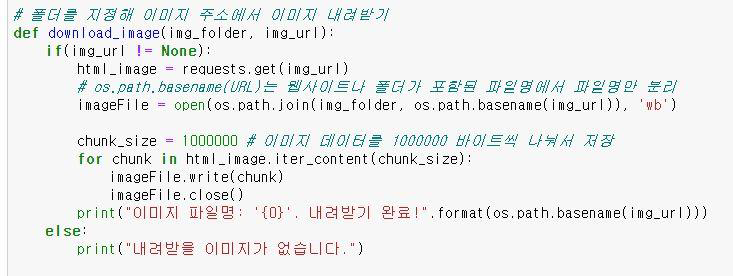 # 폴더를 지정해 이미지 주소에서 이미지 내려받기
def download_image(img_folder, img_url):
    if(img_url != None):
        html_image = requests.get(img_url)
        # os.path.basename(URL)는 웹사이트나 폴더가 포함된 파일명에서 파일명만 분리
        imageFile = open(os.path.join(img_folder, os.path.basename(img_url)), 'wb')

        chunk_size = 1000000 # 이미지 데이터를 1000000 바이트씩 나눠서 저장
        for chunk in html_image.iter_content(chunk_size):
            imageFile.write(chunk)
            imageFile.close()
        print("이미지 파일명: '{0}'. 내려받기 완료!".format(os.path.basename(img_url)))
    else:
        print("내려받을 이미지가 없습니다.")